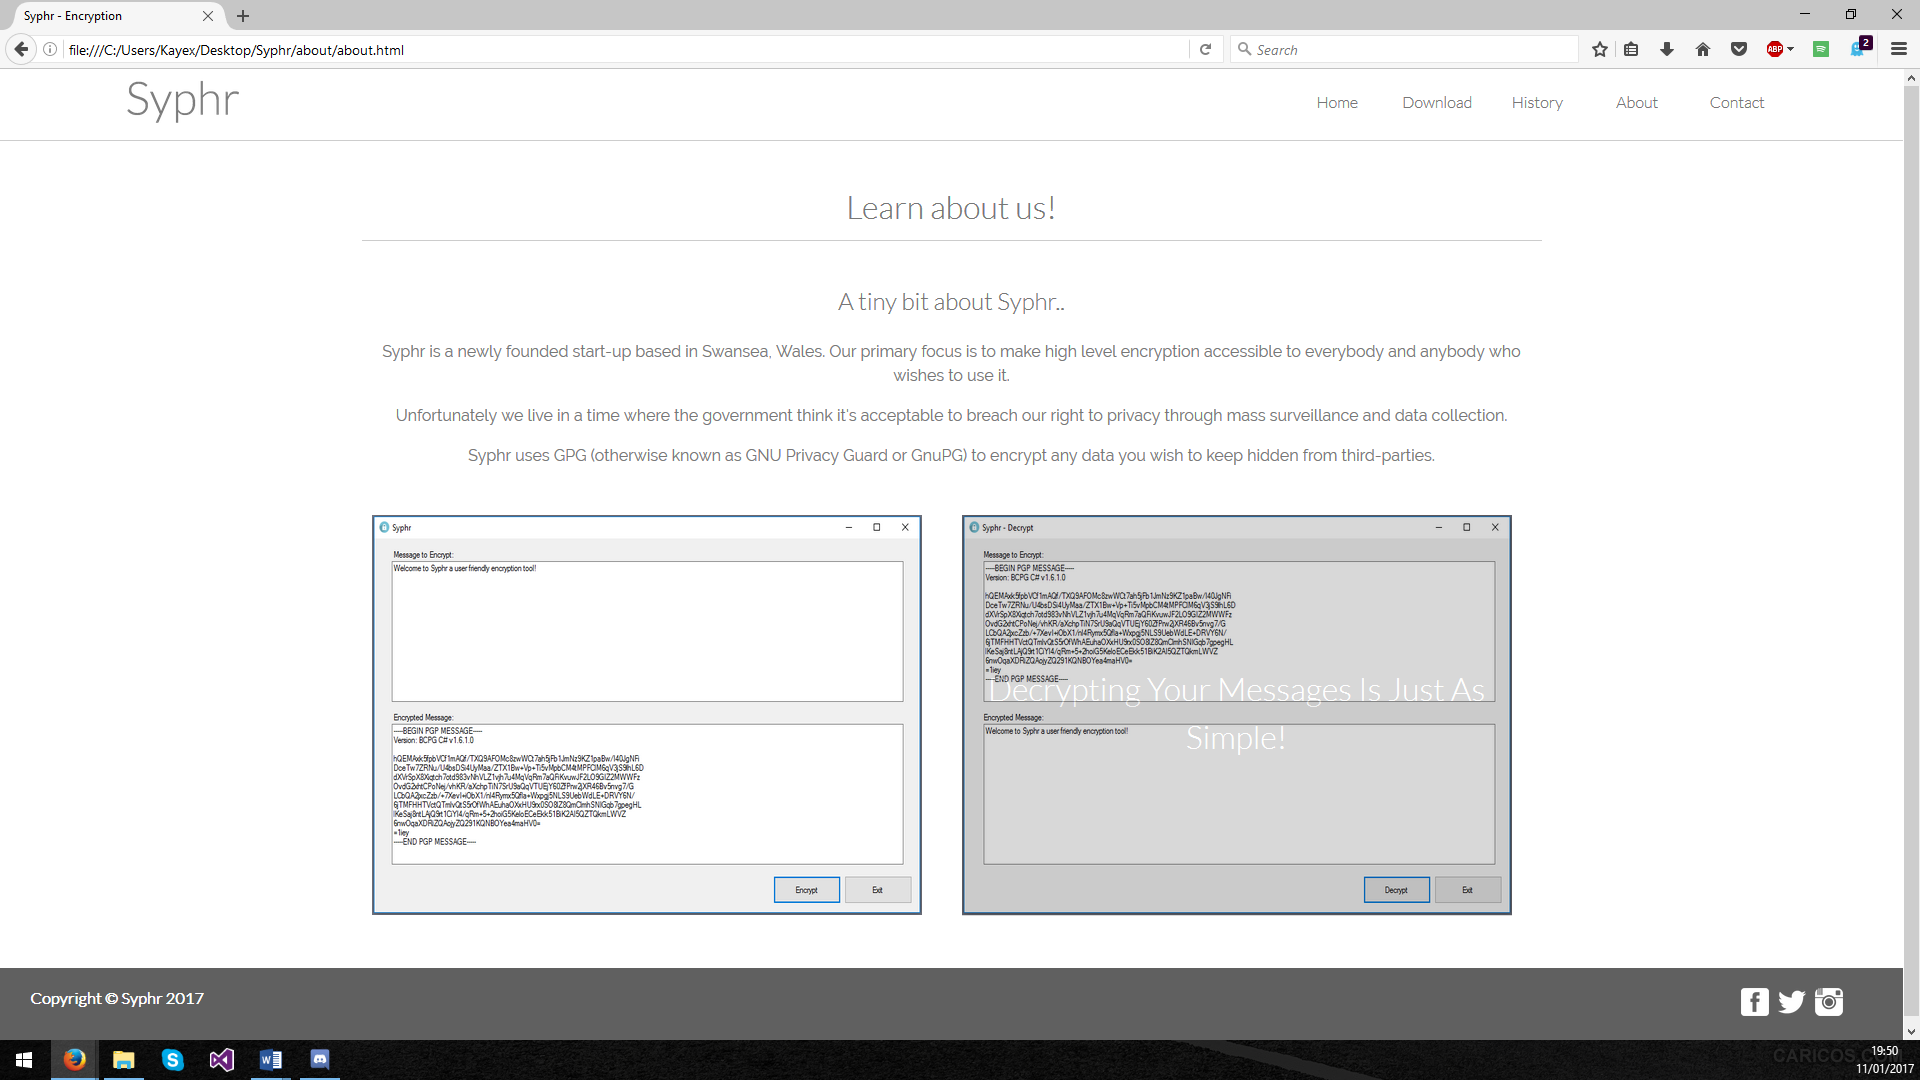 Syphr - Encryption
file:///C:/Users/Kayex/Desktop/Syphr/about/about.html
Search
ABP
2
Syphr
Home
Download
History
About
Contact
Learn about us!
A tiny bit about Syphr..
Syphr is a newly founded start-up based in Swansea, Wales. Our primary focus is to make high level encryption accessible to everybody and anybody who
wishes to use it.
Unfortunately we live in a time where the government think it's acceptable to breach our right to privacy through mass surveillance and data collection.
Syphr uses GPG (otherwise known as GNU Privacy Guard or GnuPG) to encrypt any data you wish to keep hidden from third-parties.
Syphr
Message to Encrypt:
Welcome to Syphr a user friendly encryption tool!
Encrypted Message:
-----BEGIN PGP MESSAGE-----
Version: BCPG C# v1.6.1.0
=1iey
-----END PGP MESSAGE-----
Encrypt
Exit
Syphr - Decrypt
Message to Encrypt:
-----BEGIN PGP MESSAGE-----
Version: BCPG C# v1.6.1.0
=1iey
-----END PGP MESSAGE-----
Decrypting Your Messages Is Just As
Simple!
Encrypted Message:
Welcome to Syphr a user friendly encryption tool!
Decrypt
Exit
Copyright © Syphr 2017
CARICOS.COM
19:50
11/01/2017